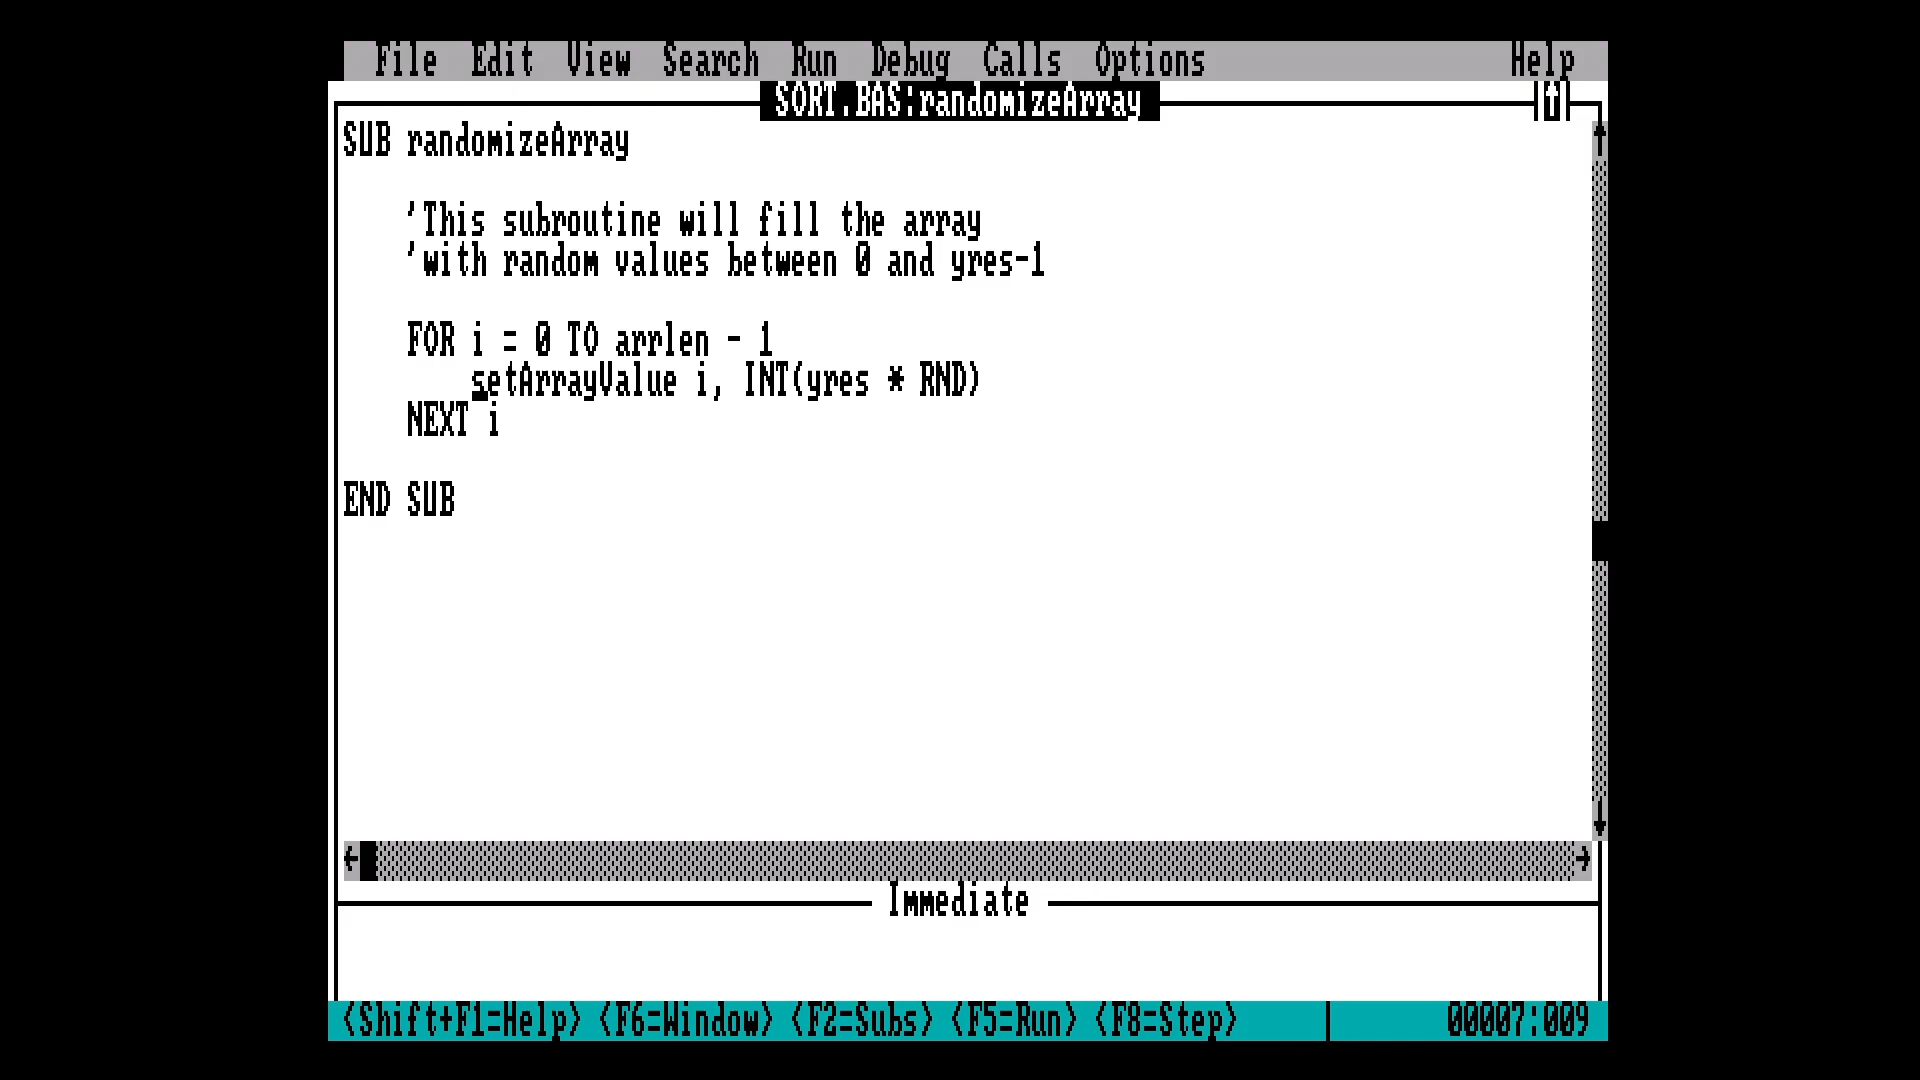 File Edit View Search Run Debug Calls Options Help
SORT.BAS:randomizeArray
SUB randomizeArray
'This subroutine will fill the array
'with random values between 0 and yres-1
FOR i = 0 TO arrlen - 1
setArrayValue i, INT(yres * RND)
NEXT i
END SUB
Immediate
<Shift+F1=Help> <F6=Window> <F2=Subs> <F5=Run> <F8=Step> 00007:009